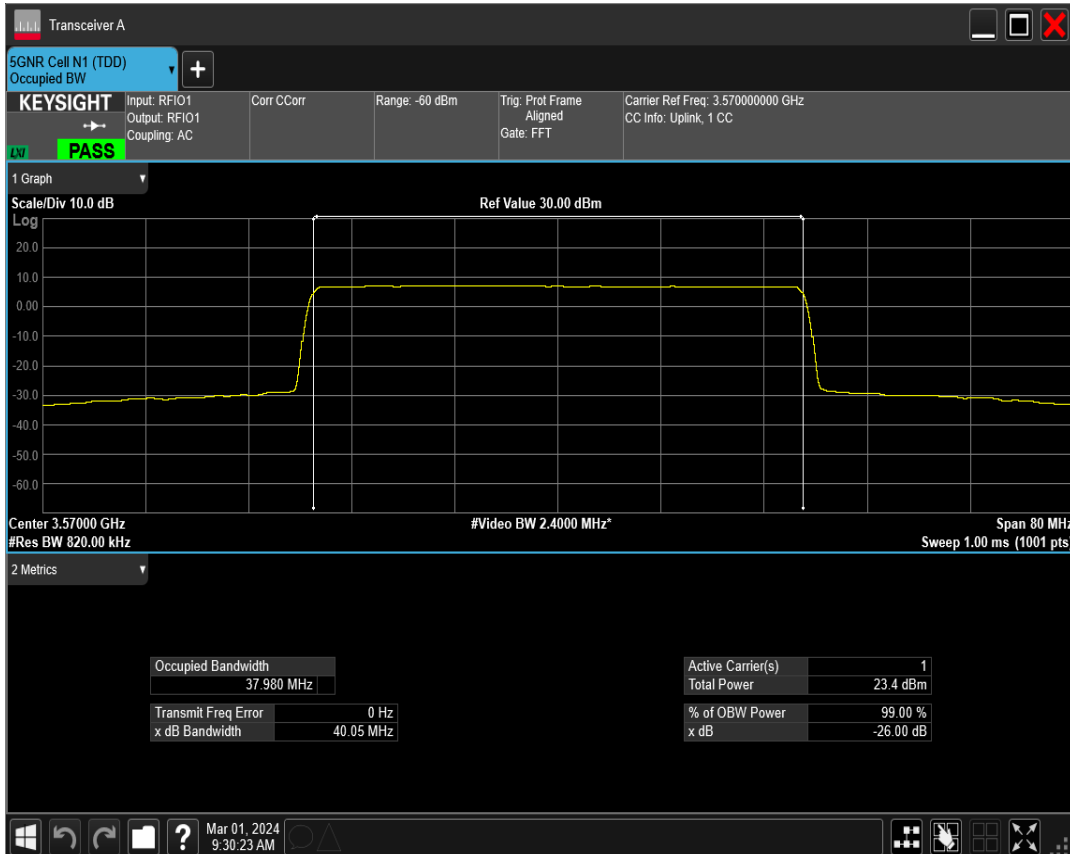 Transceiver A
5GNR Cell N1 (TDD)
Occupied BW
+
KEYSIGHT
LXI
PASS
Input: RFIO1
Output: RFIO1
Coupling: AC
Corr CCorr
Range: -60 dBm
Trig: Prot Frame
Aligned
Gate: FFT
Carrier Ref Freq: 3.570000000 GHz
CC Info: Uplink, 1 CC
1 Graph
Scale/Div 10.0 dB
Ref Value 30.00 dBm
Log
20.0
10.0
0.00
-10.0
-20.0
-30.0
-40.0
-50.0
-60.0
Center 3.57000 GHz
#Video BW 2.4000 MHz*
Span 80 MHz
#Res BW 820.00 kHz
Sweep 1.00 ms (1001 pts)
2 Metrics
Occupied Bandwidth
37.980 MHz
Transmit Freq Error 0 Hz
x dB Bandwidth 40.05 MHz
Active Carrier(s) 1
Total Power 23.4 dBm
% of OBW Power 99.00 %
x dB -26.00 dB
?
Mar 01, 2024
9:30:23 AM